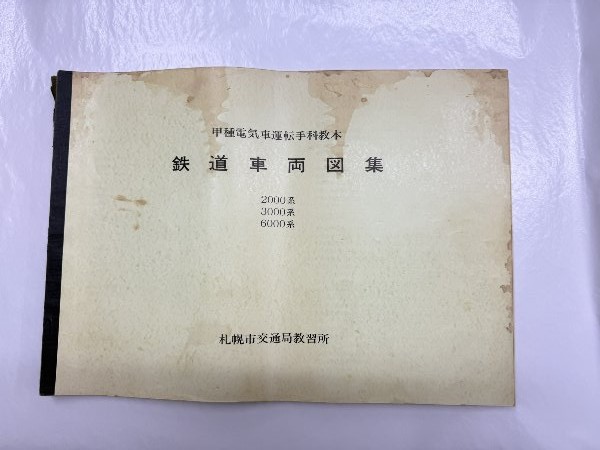 甲種電気車運転手科教本
鉄道車両図集
2000系
3000系
6000系
札幌市交通局教習所